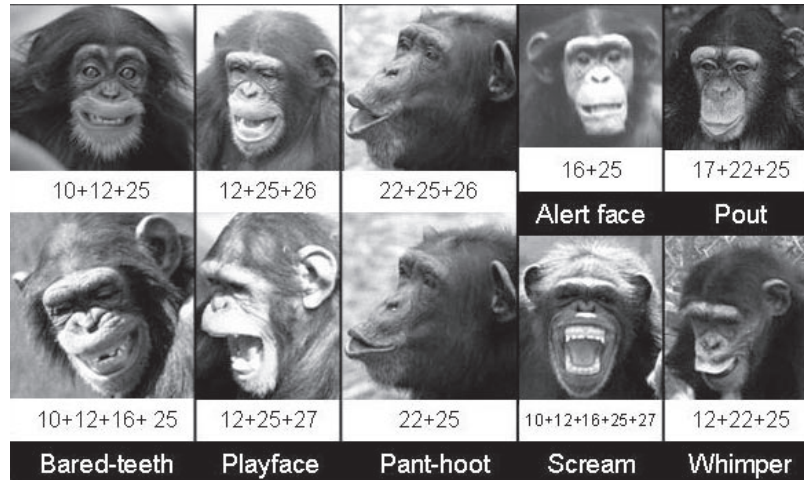 10+12+25
12+25+26
22+25+26
16+25
17+22+25
Alert face
Pout
10+12+16+ 25
12+25+27
22+25
10+12+16+25+27
12+22+25
Bared-teeth
Playface
Pant-hoot
Scream
Whimper